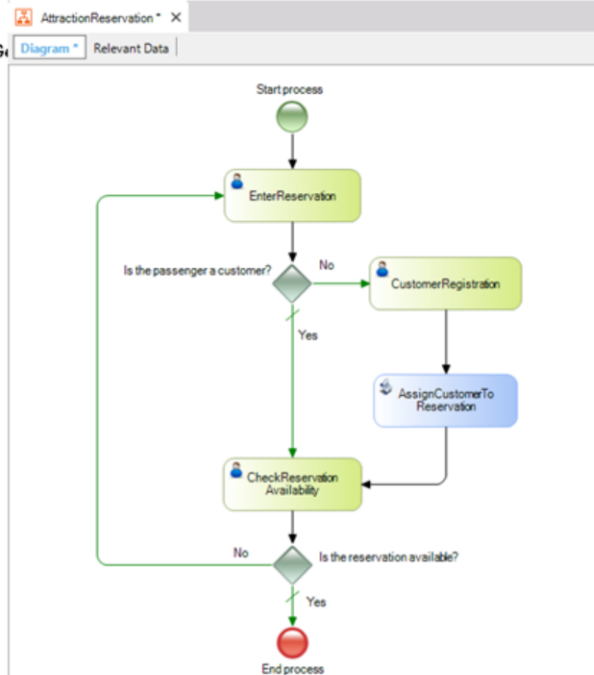 AttractionReservation *
Diagram * Relevant Data
Start process
EnterReservation
Is the passenger a customer?
No
CustomerRegistration
Yes
AssignCustomerTo
Reservation
CheckReservation
Availability
No
Is the reservation available?
Yes
End process